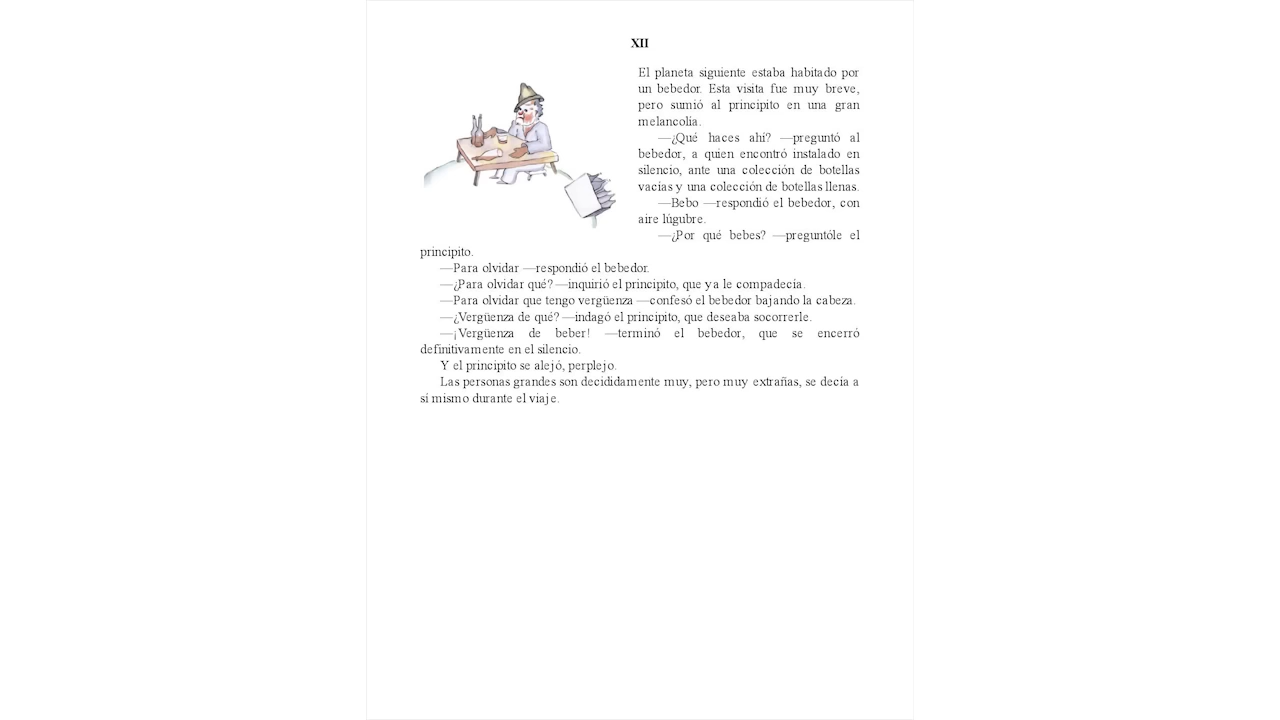 XII
El planeta siguiente estaba habitado por
un bebedor. Esta visita fue muy breve,
pero sumió al principito en una gran
melancolía.
—¿Qué haces ahí? —preguntó al
bebedor, a quien encontró instalado en
silencio, ante una colección de botellas
vacías y una colección de botellas llenas.
—Bebo —respondió el bebedor, con
aire lúgubre.
—¿Por qué bebes? —preguntóle el
principito.
—Para olvidar —respondió el bebedor.
—¿Para olvidar qué? —inquirió el principito, que ya le compadecía.
—Para olvidar que tengo vergüenza —confesó el bebedor bajando la cabeza.
—¿Vergüenza de qué? —indagó el principito, que deseaba socorrerle.
—¡Vergüenza de beber! —terminó el bebedor, que se encerró
definitivamente en el silencio.
Y el principito se alejó, perplejo.
Las personas grandes son decididamente muy, pero muy extrañas, se decía a
sí mismo durante el viaje.